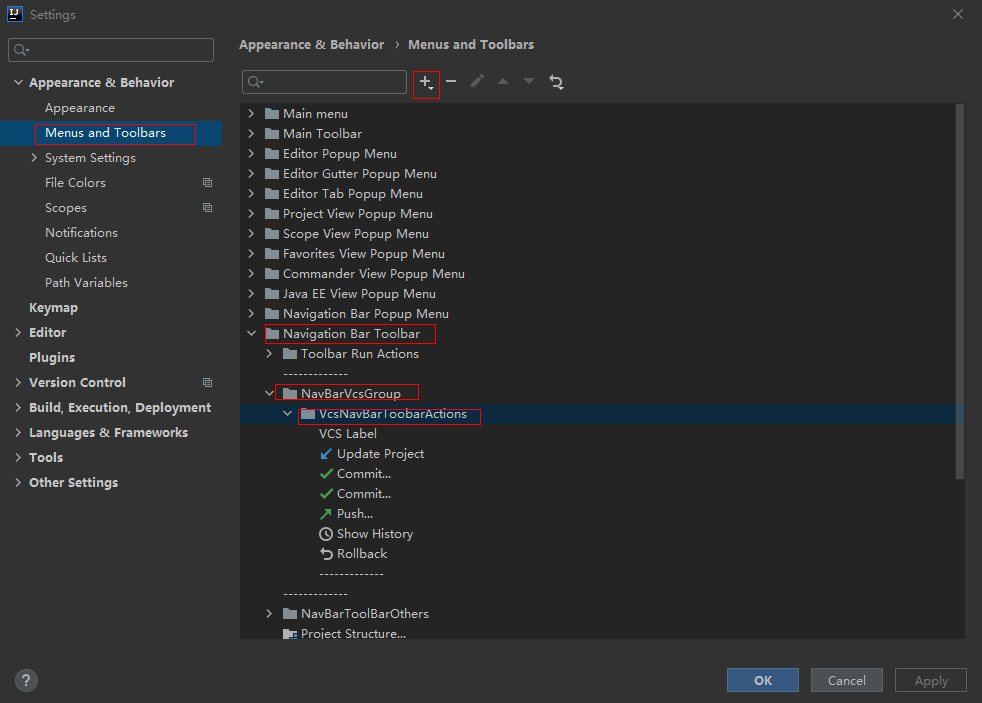 IJ
Settings
Appearance & Behavior
Appearance
Menus and Toolbars
System Settings
File Colors
Scopes
Notifications
Quick Lists
Path Variables
Keymap
Editor
Plugins
Version Control
Build, Execution, Deployment
Languages & Frameworks
Tools
Other Settings
Appearance & Behavior › Menus and Toolbars
Main menu
Main Toolbar
Editor Popup Menu
Editor Gutter Popup Menu
Editor Tab Popup Menu
Project View Popup Menu
Scope View Popup Menu
Favorites View Popup Menu
Commander View Popup Menu
Java EE View Popup Menu
Navigation Bar Popup Menu
Navigation Bar Toolbar
Toolbar Run Actions
-------------
NavBarVcsGroup
VcsNavBarToobarActions
VCS Label
Update Project
Commit...
Commit...
Push...
Show History
Rollback
-------------
-------------
NavBarToolBarOthers
Project Structure...
?
OK
Cancel
Apply